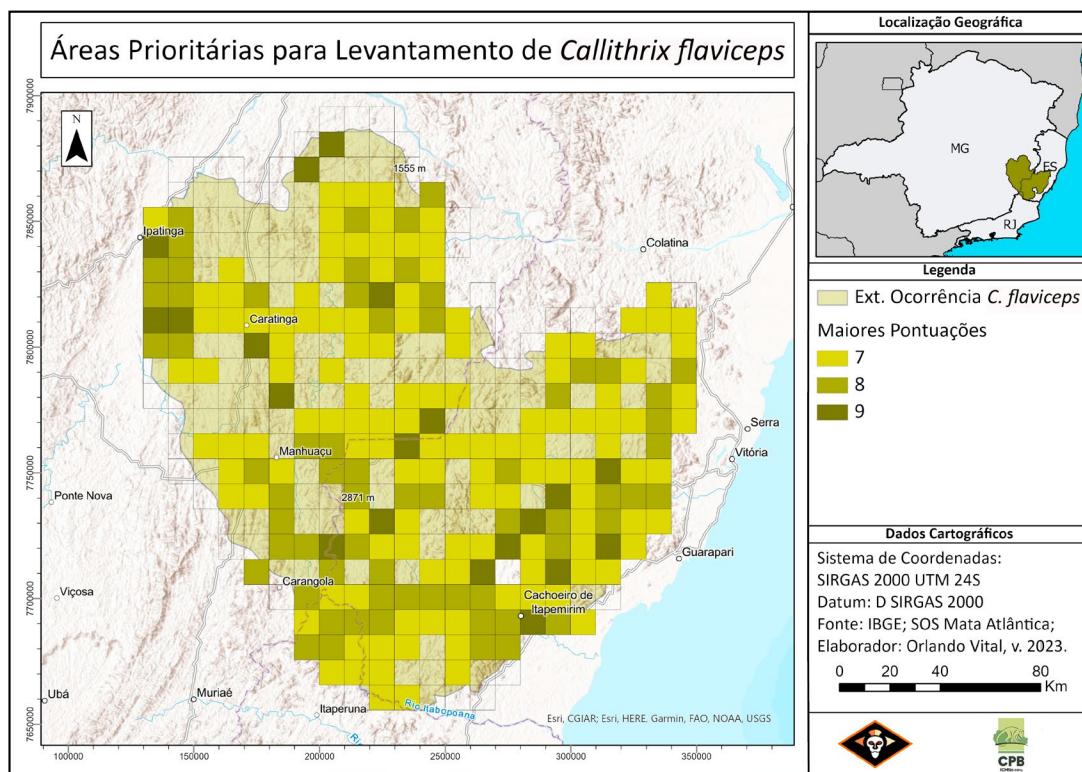 Áreas Prioritárias para Levantamento de Callithrix flaviceps
N
1555 m
Ipatinga
Colatina
Caratinga
Serra
Manhuaçu
Vitória
2871 m
Ponte Nova
Guarapari
Carangola
Viçosa
Cachoeiro de
Itapemirim
Ubá
Muriaé
Rio Itabopoana
Itaperuna
Ri
Esri, CGIAR; Esri, HERE, Garmin, FAO, NOAA, USGS
7900000
7850000
7800000
7750000
7700000
7650000
100000 150000 200000 250000 300000 350000
Localização Geográfica
MG
ES
RJ
Legenda
Ext. Ocorrência C. flaviceps
Maiores Pontuações
7
8
9
Dados Cartográficos
Sistema de Coordenadas:
SIRGAS 2000 UTM 24S
Datum: D SIRGAS 2000
Fonte: IBGE; SOS Mata Atlântica;
Elaborador: Orlando Vital, v. 2023.
0 20 40 80
Km
CPB